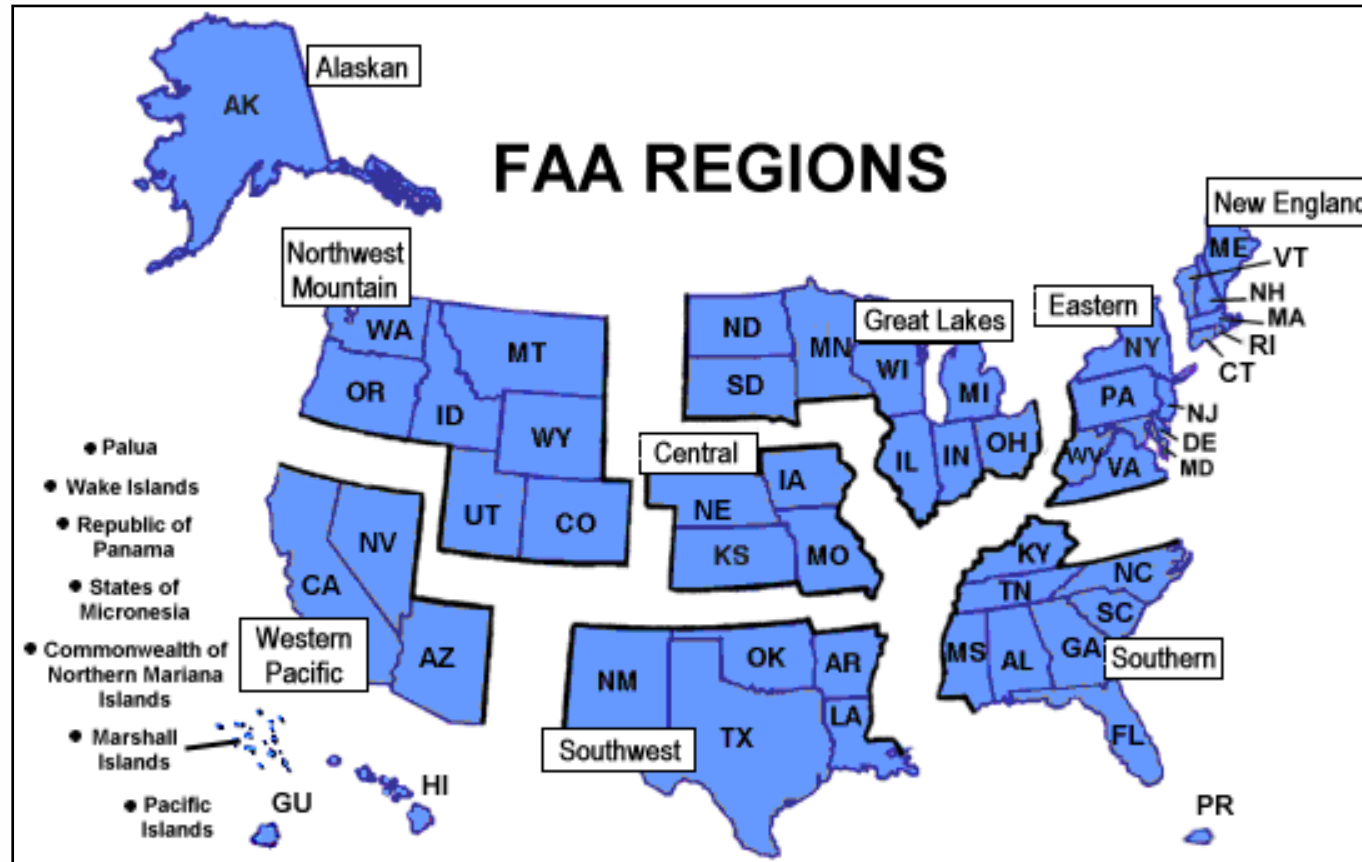 Alaskan
AK
FAA REGIONS
New England
ME
VT
NH
MA
RI
CT
Northwest
Mountain
WA
MT
OR
ID
WY
UT
CO
ND
MN
SD
Great Lakes
WI
MI
IL
IN
OH
Eastern
NY
PA
NJ
DE
MD
WV
VA
Central
NE
IA
KS
MO
• Palua
• Wake Islands
• Republic of
Panama
• States of
Micronesia
• Commonwealth of
Northern Mariana
Islands
• Marshall
Islands
• Pacific
Islands
NV
CA
AZ
Western
Pacific
GU
HI
NM
OK
AR
TX
LA
Southwest
KY
TN
NC
SC
MS
AL
GA
Southern
FL
PR